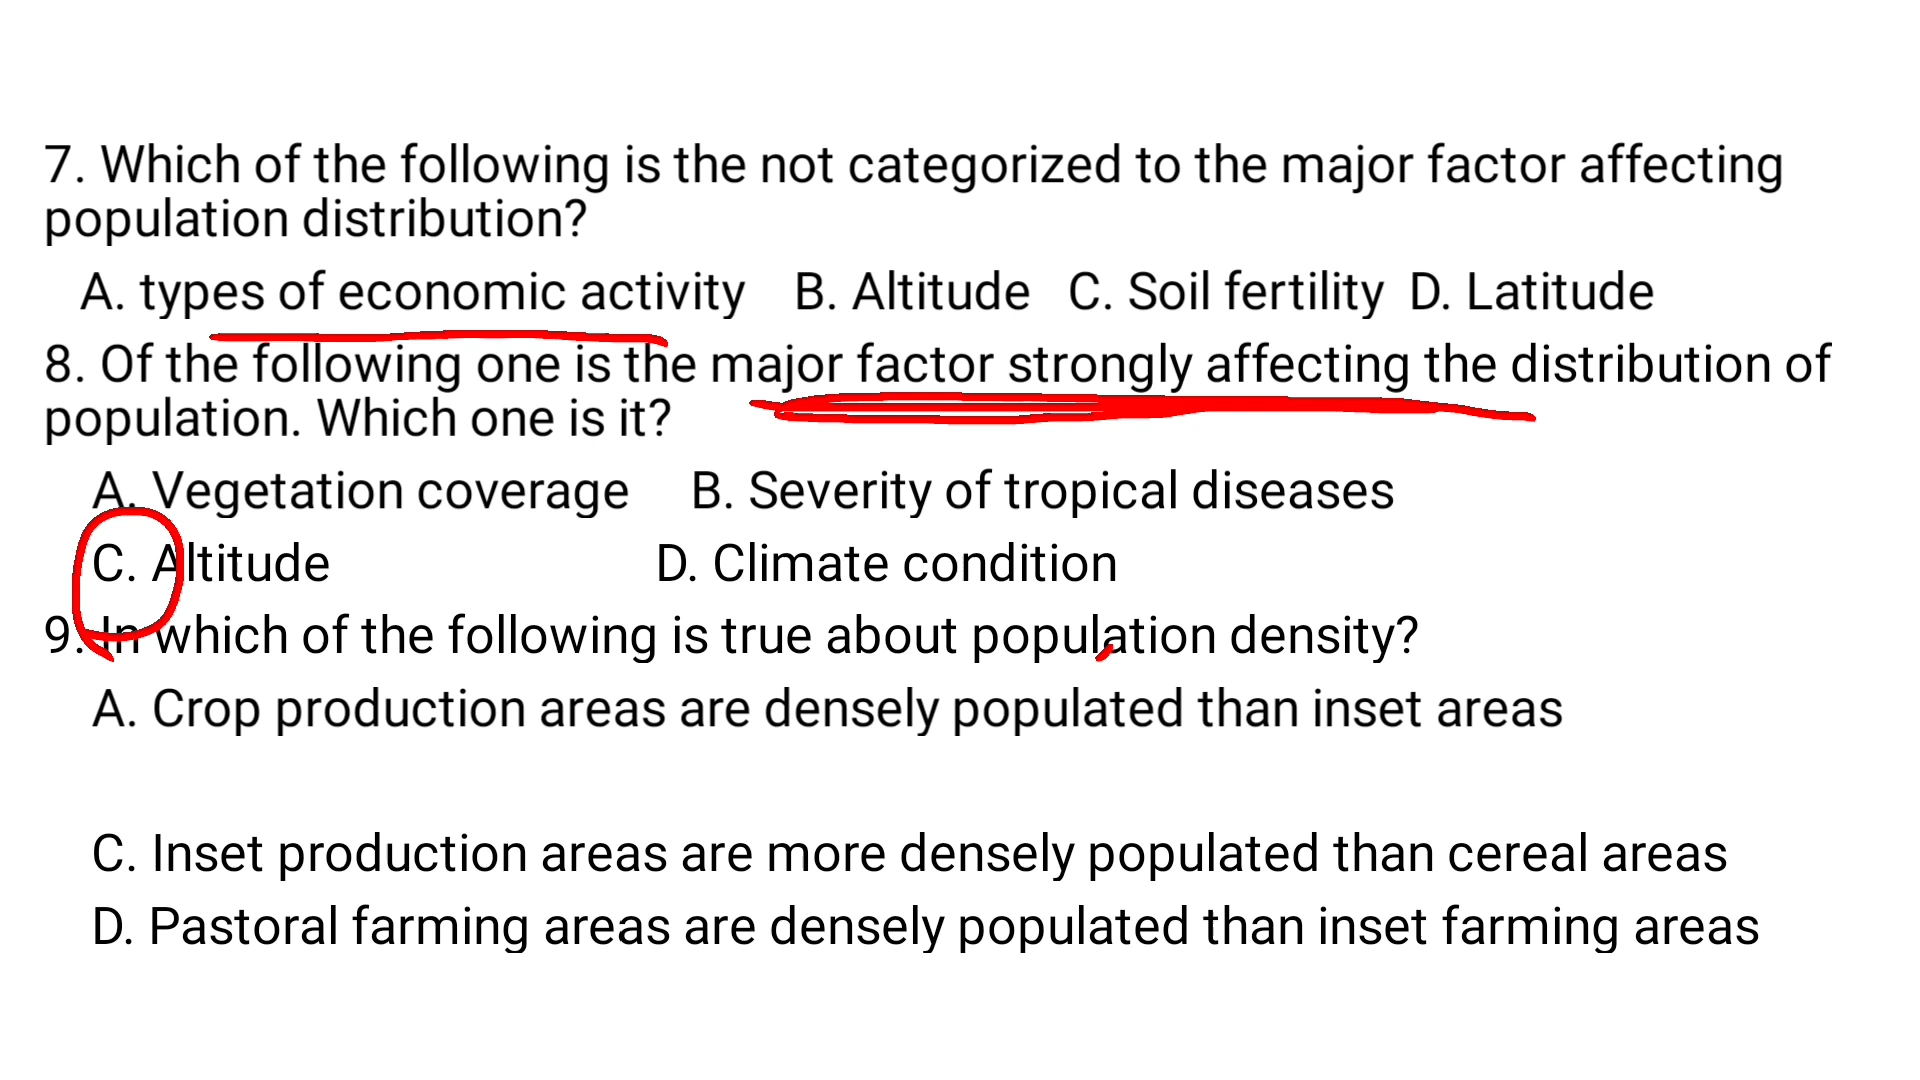 7. Which of the following is the not categorized to the major factor affecting
population distribution?
A. types of economic activity B. Altitude C. Soil fertility D. Latitude
8. Of the following one is the major factor strongly affecting the distribution of
population. Which one is it?
A. Vegetation coverage B. Severity of tropical diseases
C. Altitude D. Climate condition
9. In which of the following is true about population density?
A. Crop production areas are densely populated than inset areas
C. Inset production areas are more densely populated than cereal areas
D. Pastoral farming areas are densely populated than inset farming areas